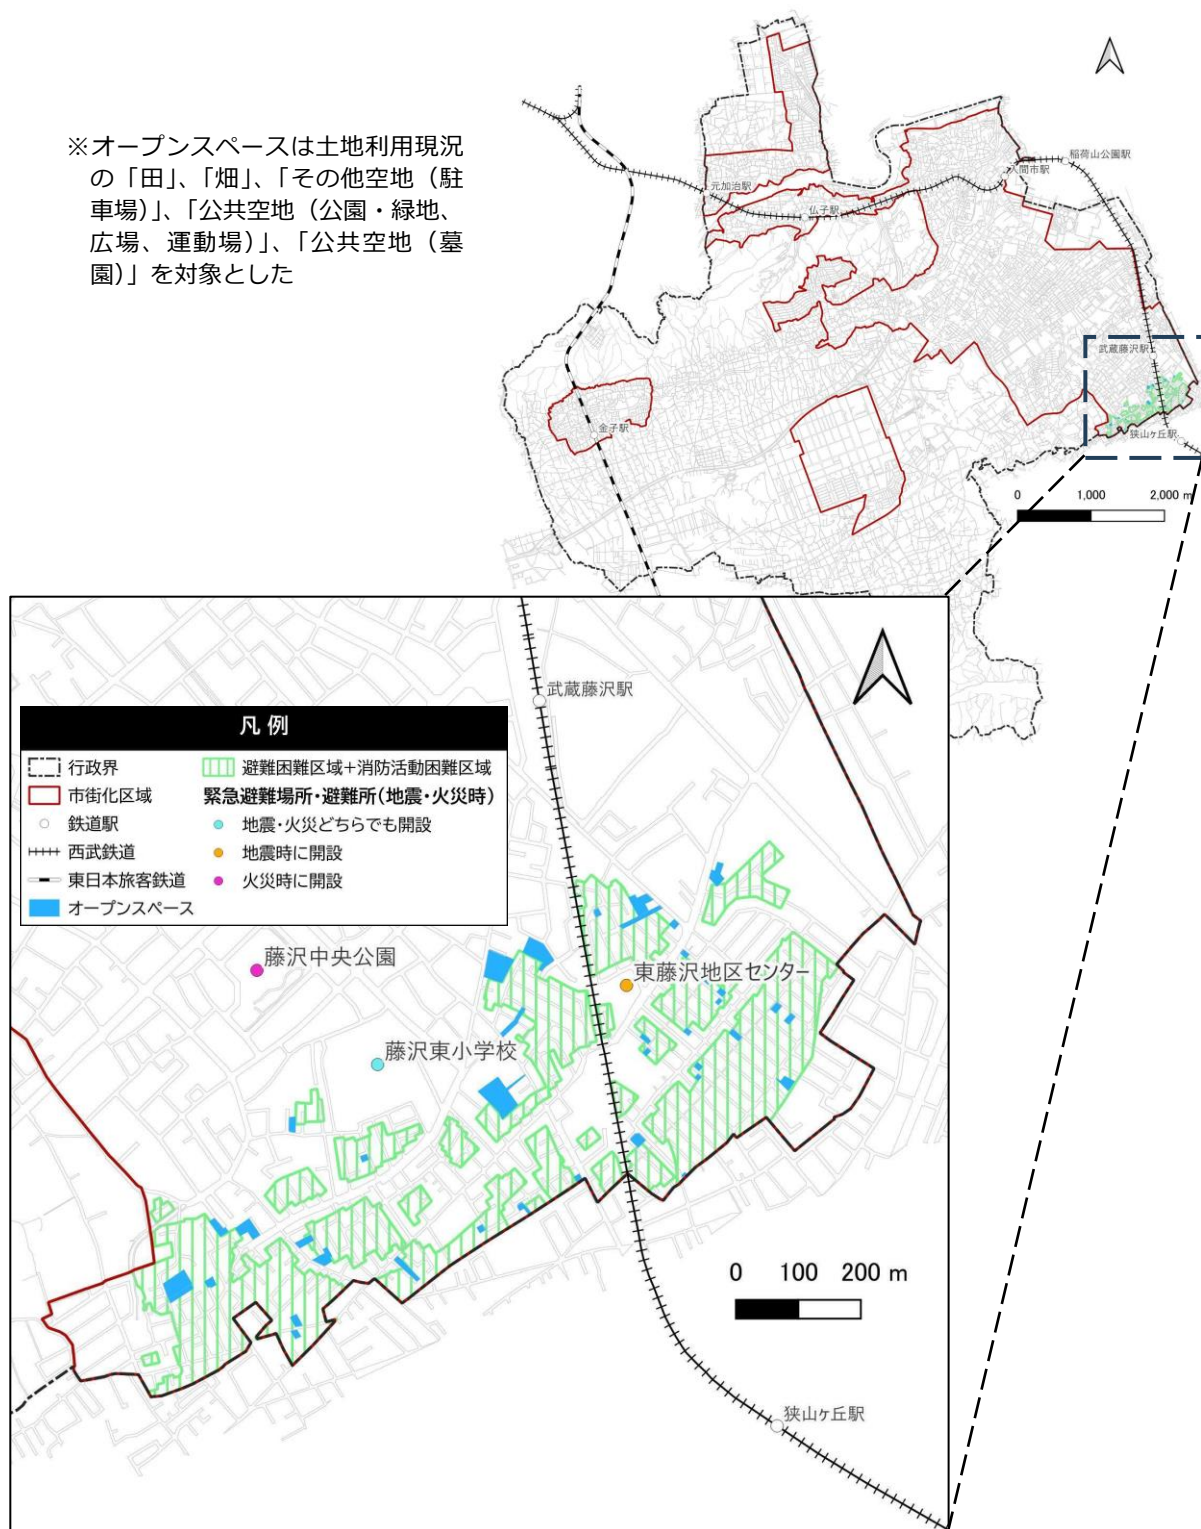 ※オープンスペースは土地利用現況
の「田」、「畑」、「その他空地（駐
車場）」、「公共空地（公園・緑地、
広場、運動場）」、「公共空地（墓
園）」を対象とした
稲荷山公園駅
入間市駅
元加治駅
仏子駅
武蔵藤沢駅
金子駅
狭山ヶ丘駅
0 1,000 2,000 m
武蔵藤沢駅
凡例
行政界
避難困難区域+消防活動困難区域
市街化区域
緊急避難場所・避難所(地震・火災時)
鉄道駅
地震・火災どちらでも開設
西武鉄道
地震時に開設
東日本旅客鉄道
火災時に開設
オープンスペース
藤沢中央公園
東藤沢地区センター
藤沢東小学校
0 100 200 m
狭山ヶ丘駅